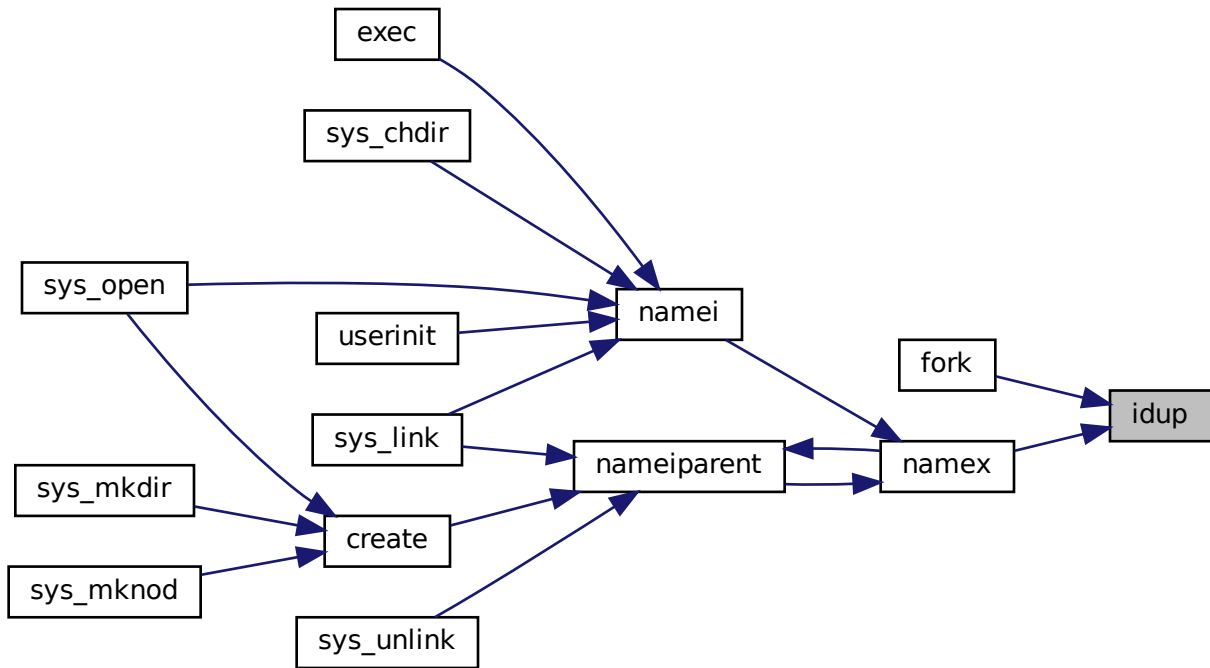 exec
sys_chdir
sys_open
namei
userinit
fork
idup
sys_link
nameiparent
namex
sys_mkdir
create
sys_mknod
sys_unlink